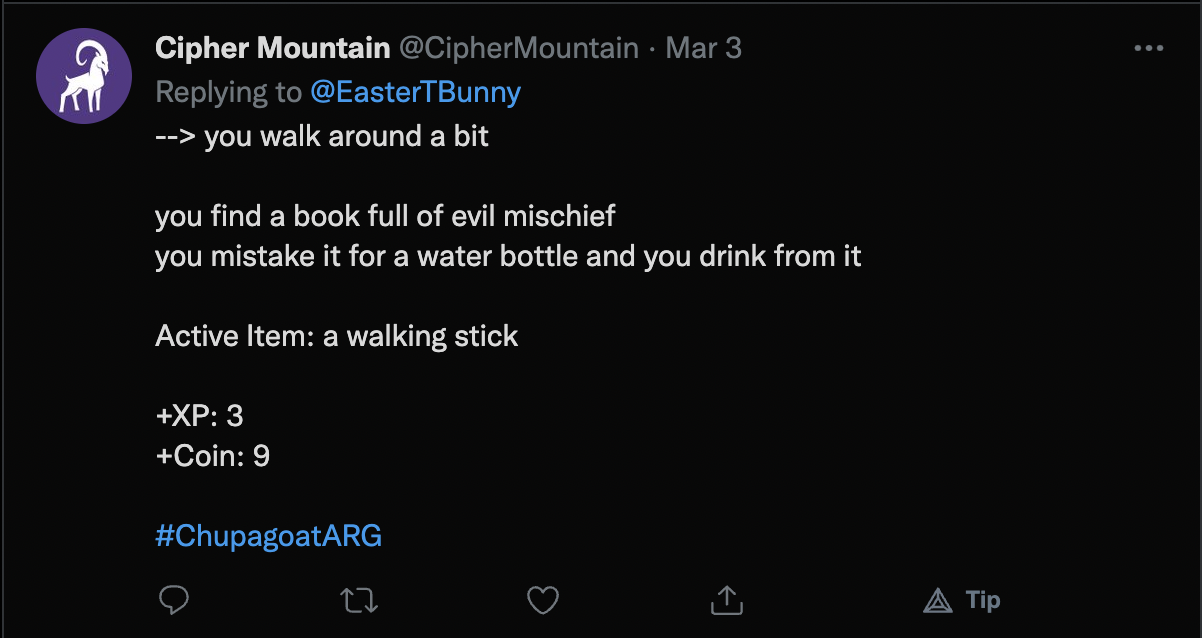 Cipher Mountain @CipherMountain · Mar 3
Replying to @EasterTBunny
--> you walk around a bit
you find a book full of evil mischief
you mistake it for a water bottle and you drink from it
Active Item: a walking stick
+XP: 3
+Coin: 9
#ChupagoatARG
Tip